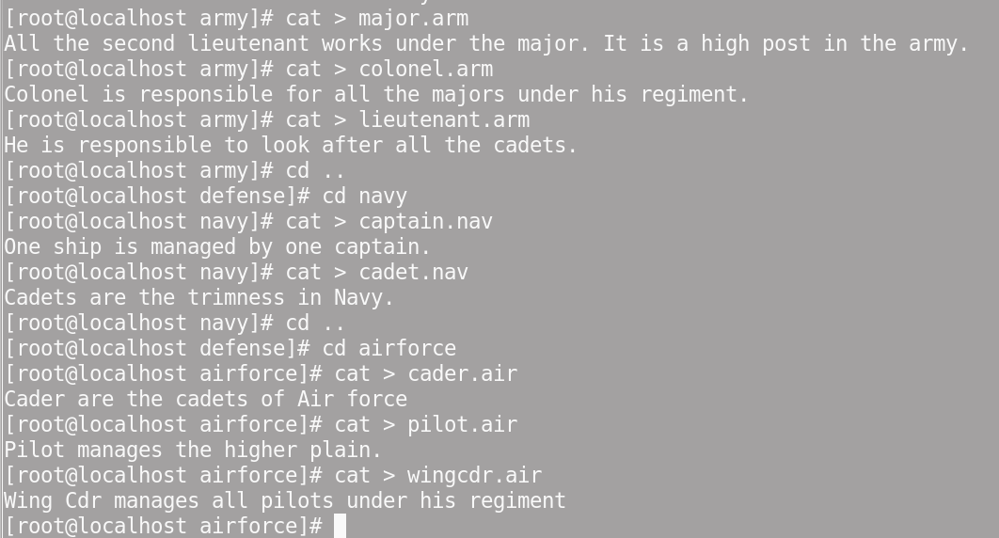 [root@localhost army]# cat > major.arm
All the second lieutenant works under the major. It is a high post in the army.
[root@localhost army]# cat > colonel.arm
Colonel is responsible for all the majors under his regiment.
[root@localhost army]# cat > lieutenant.arm
He is responsible to look after all the cadets.
[root@localhost army]# cd ..
[root@localhost defense]# cd navy
[root@localhost navy]# cat > captain.nav
One ship is managed by one captain.
[root@localhost navy]# cat > cadet.nav
Cadets are the trimness in Navy.
[root@localhost navy]# cd ..
[root@localhost defense]# cd airforce
[root@localhost airforce]# cat > cader.air
Cader are the cadets of Air force
[root@localhost airforce]# cat > pilot.air
Pilot manages the higher plain.
[root@localhost airforce]# cat > wingcdr.air
Wing Cdr manages all pilots under his regiment
[root@localhost airforce]#